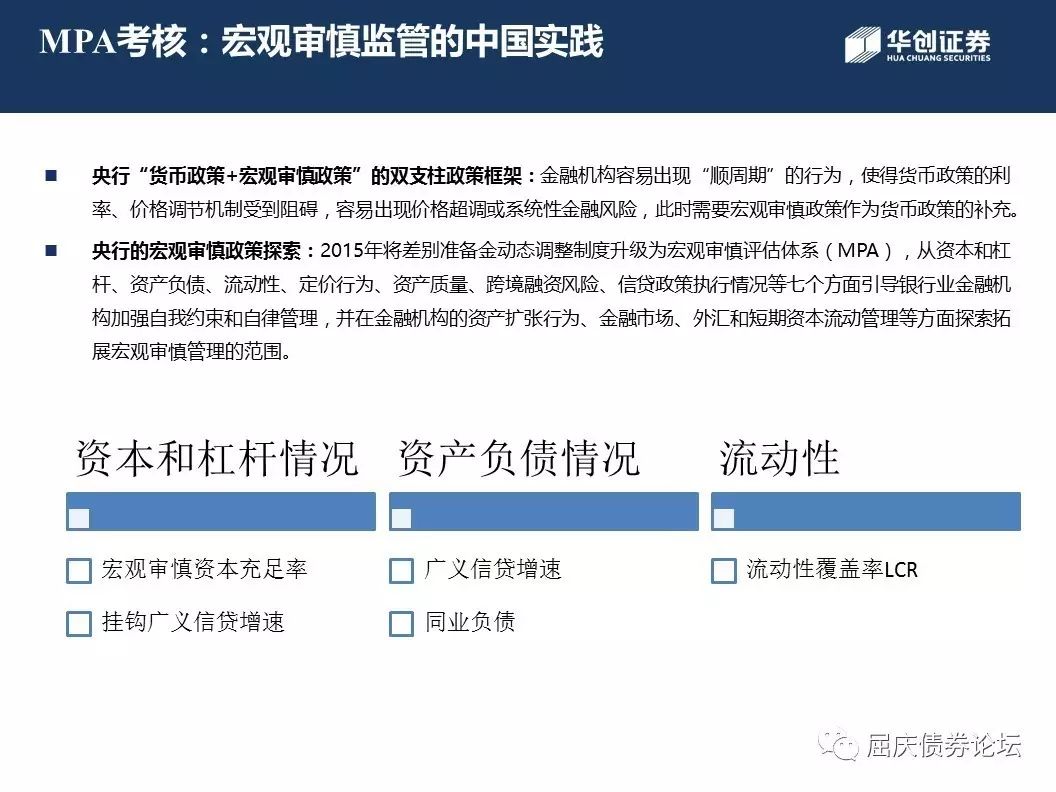 MPA考核：宏观审慎监管的中国实践
华创证券
HUA CHUANG SECURITIES
央行“货币政策+宏观审慎政策”的双支柱政策框架：金融机构容易出现“顺周期”的行为，使得货币政策的利
率、价格调节机制受到阻碍，容易出现价格超调或系统性金融风险，此时需要宏观审慎政策作为货币政策的补充。
央行的宏观审慎政策探索：2015年将差别准备金动态调整制度升级为宏观审慎评估体系（MPA），从资本和杠
杆、资产负债、流动性、定价行为、资产质量、跨境融资风险、信贷政策执行情况等七个方面引导银行业金融机
构加强自我约束和自律管理，并在金融机构的资产扩张行为、金融市场、外汇和短期资本流动管理等方面探索拓
展宏观审慎管理的范围。
资本和杠杆情况
宏观审慎资本充足率
挂钩广义信贷增速
资产负债情况
广义信贷增速
同业负债
流动性
流动性覆盖率LCR
屈庆债券论坛